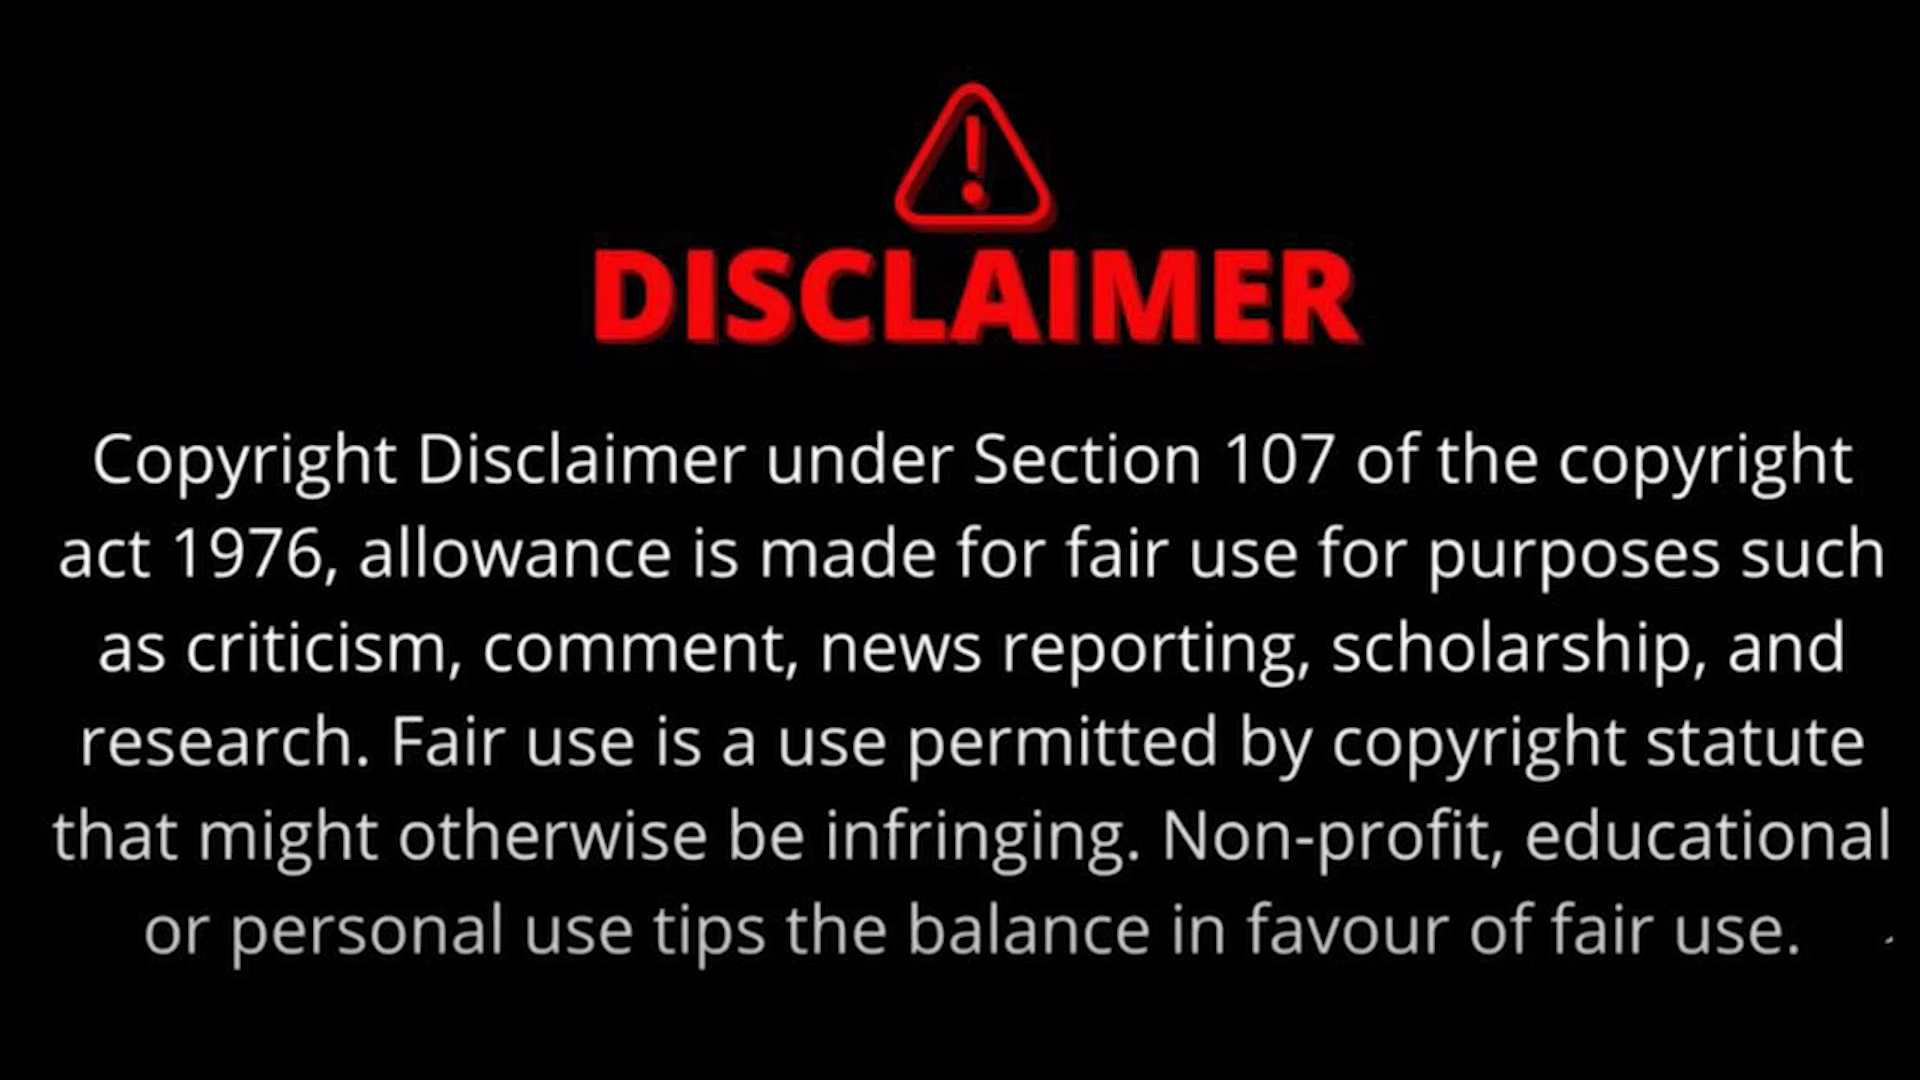 DISCLAIMER
Copyright Disclaimer under Section 107 of the copyright
act 1976, allowance is made for fair use for purposes such
as criticism, comment, news reporting, scholarship, and
research. Fair use is a use permitted by copyright statute
that might otherwise be infringing. Non-profit, educational
or personal use tips the balance in favour of fair use.